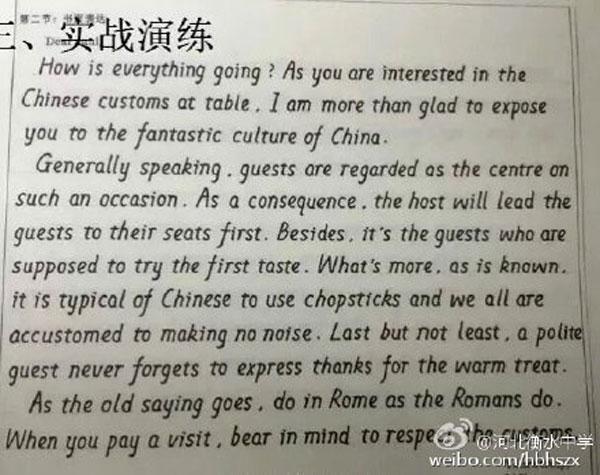 第二节：书面表达
三、实战演练
Dear
How is everything going? As you are interested in the
Chinese customs at table, I am more than glad to expose
you to the fantastic culture of China.
Generally speaking, guests are regarded as the centre on
such an occasion. As a consequence, the host will lead the
guests to their seats first. Besides, it's the guests who are
supposed to try the first taste. What's more, as is known,
it is typical of Chinese to use chopsticks and we all are
accustomed to making no noise. Last but not least, a polite
guest never forgets to express thanks for the warm treat.
As the old saying goes, do in Rome as the Romans do.
When you pay a visit, bear in mind to respect the customs
@河北衡水中学
weibo.com/hbhszx